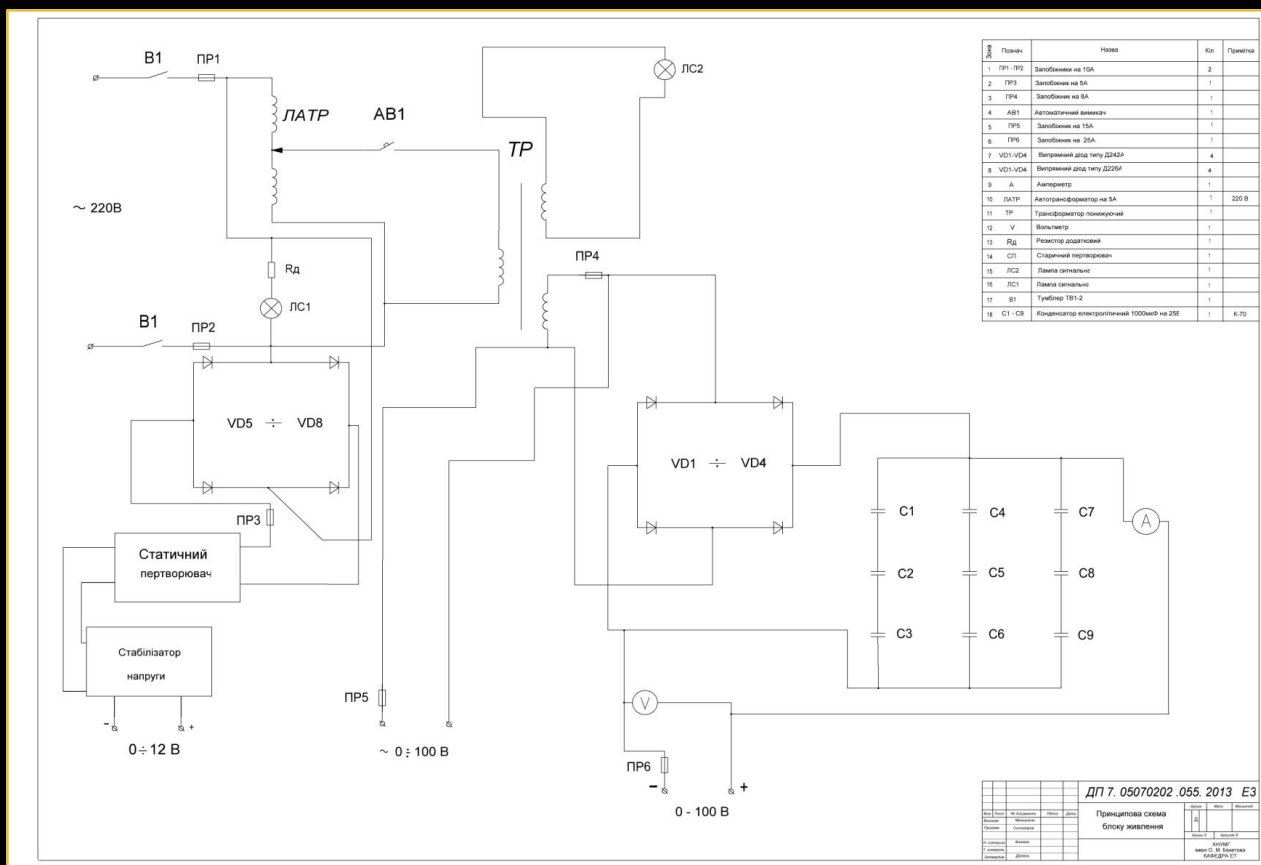 В1
ПР1
ЛАТР
АВ1
ТР
ЛС2
~ 220В
Rд
ЛС1
ПР4
В1
ПР2
VD5 ÷ VD8
VD1 ÷ VD4
ПР3
Статичний
пертворювач
Стабілізатор
напруги
- +
0÷12 В
ПР5
~ 0÷100 В
C1 C4 C7
A
C2 C5 C8
C3 C6 C9
V
ПР6
- +
0 - 100 В
Зона Познач Назва Кіл Примітка
1 ПР1 - ПР2 Запобіжники на 10А 2
2 ПР3 Запобіжник на 5А 1
3 ПР4 Запобіжник на 8А 1
4 АВ1 Автоматичний вимикач 1
5 ПР5 Запобіжник на 15А 1
6 ПР6 Запобіжник на 25А 1
7 VD1-VD4 Випрямний діод типу Д242А 4
8 VD1-VD4 Випрямний діод типу Д226А 4
9 А Амперметр 1
10 ЛАТР Автотрансформатор на 5А 1 220 В
11 ТР Трансформатор понижуючий 1
12 V Вольтметр 1
13 Rд Резистор додатковий 1
14 СП Старичний пертворювач 1
15 ЛС2 Лампа сигнальна 1
16 ЛС1 Лампа сигнальна 1
17 В1 Тумблер ТВ1-2 1
18 С1 - С9 Конденсатор електролітичний 1000мкФ на 25В 1 К-70
ДП 7. 05070202 .055. 2013 Е3
Принципова схема
блоку живлення
ХНУМГ
імені О. М. Бекетова
КАФЕДРА ЕТ